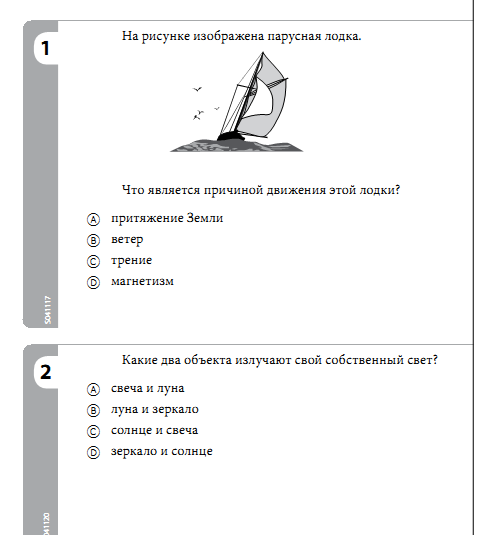 1
На рисунке изображена парусная лодка.
Что является причиной движения этой лодки?
A притяжение Земли
B ветер
C трение
D магнетизм
S041117
2
Какие два объекта излучают свой собственный свет?
A свеча и луна
B луна и зеркало
C солнце и свеча
D зеркало и солнце
041120